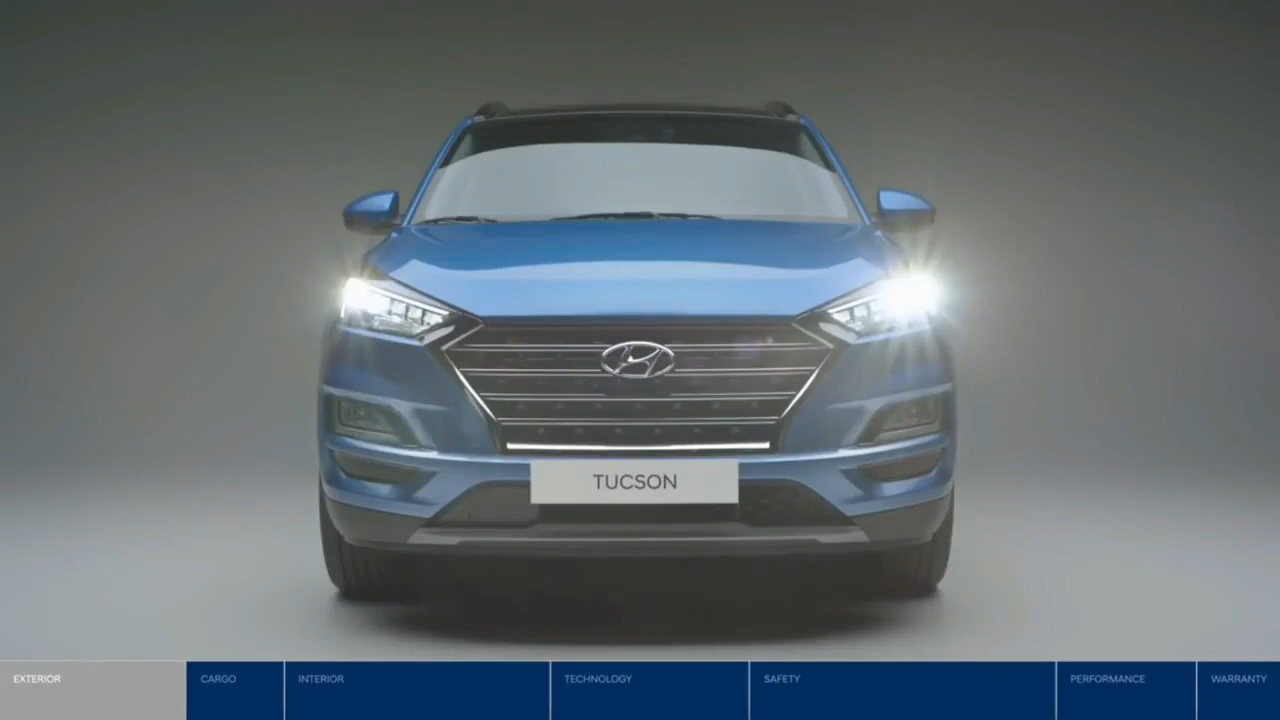 TUCSON
EXTERIOR
CARGO
INTERIOR
TECHNOLOGY
SAFETY
PERFORMANCE
WARRANTY